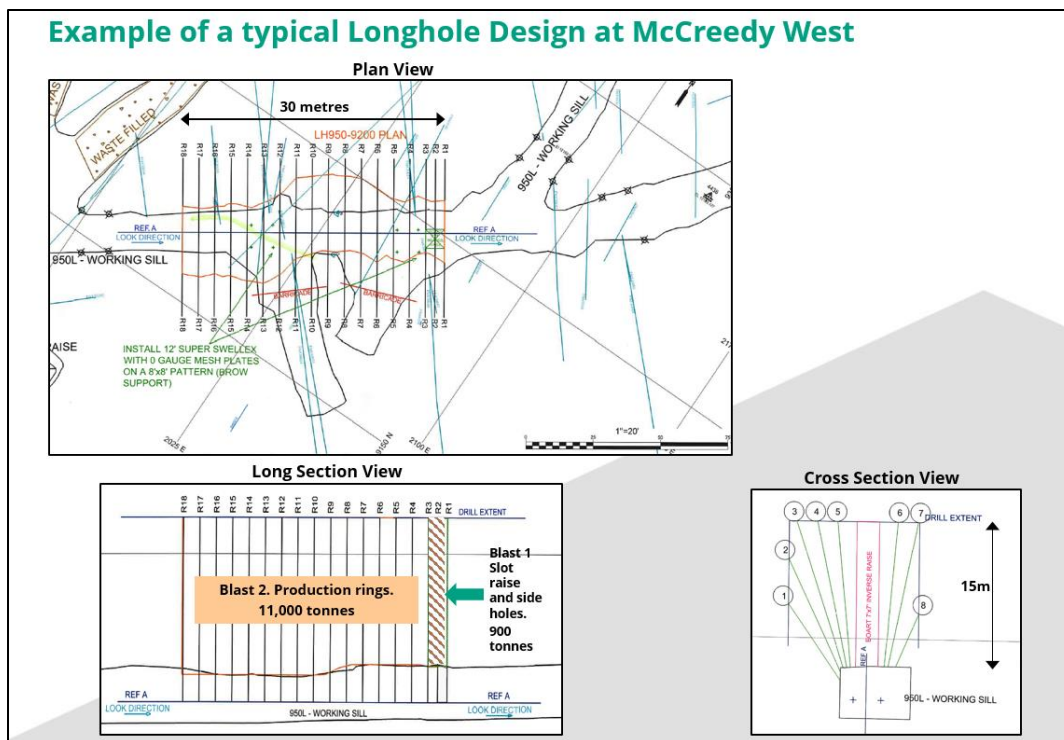 Example of a typical Longhole Design at McCreedy West
Plan View
30 metres
WAS
WASTE FILLED
LH950-9200 PLAN
950L - WORKING SILL
R18 R17 R16 R15 R14 R13 R12 R11 R10 R9 R8 R7 R6 R5 R4 R3 R2 R1
REF. A
LOOK DIRECTION
REF A
LOOK DIRECTION
950L - WORKING SILL
BARRICADE
BARRICADE
R18 R17 R16 R15 R14 R13 R12 R11 R10 R9 R8 R7 R6 R5 R4 R3 R2 R1
AISE
INSTALL 12' SUPER SWELLEX
WITH 0 GAUGE MESH PLATES
ON A 8'x8' PATTERN (BROW
SUPPORT)
2025 E
9150 N
2100 E
1"=20'
Long Section View
R18 R17 R16 R15 R14 R13 R12 R11 R10 R9 R8 R7 R6 R5 R4 R3 R2 R1
DRILL EXTENT
Blast 2. Production rings.
11,000 tonnes
Blast 1
Slot
raise
and side
holes.
900
tonnes
REF A
LOOK DIRECTION
REF A
LOOK DIRECTION
950L - WORKING SILL
Cross Section View
3 4 5 6 7
DRILL EXTENT
2
1
8
BOART 7'x7' INVERSE RAISE
15m
REF A
950L - WORKING SILL